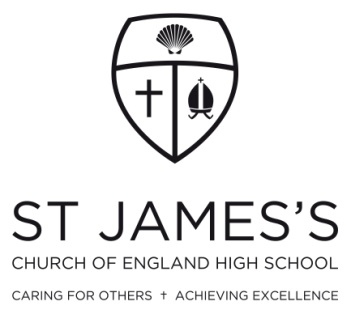 ST JAMES’S
CHURCH OF ENGLAND HIGH SCHOOL
CARING FOR OTHERS ✝ ACHIEVING EXCELLENCE